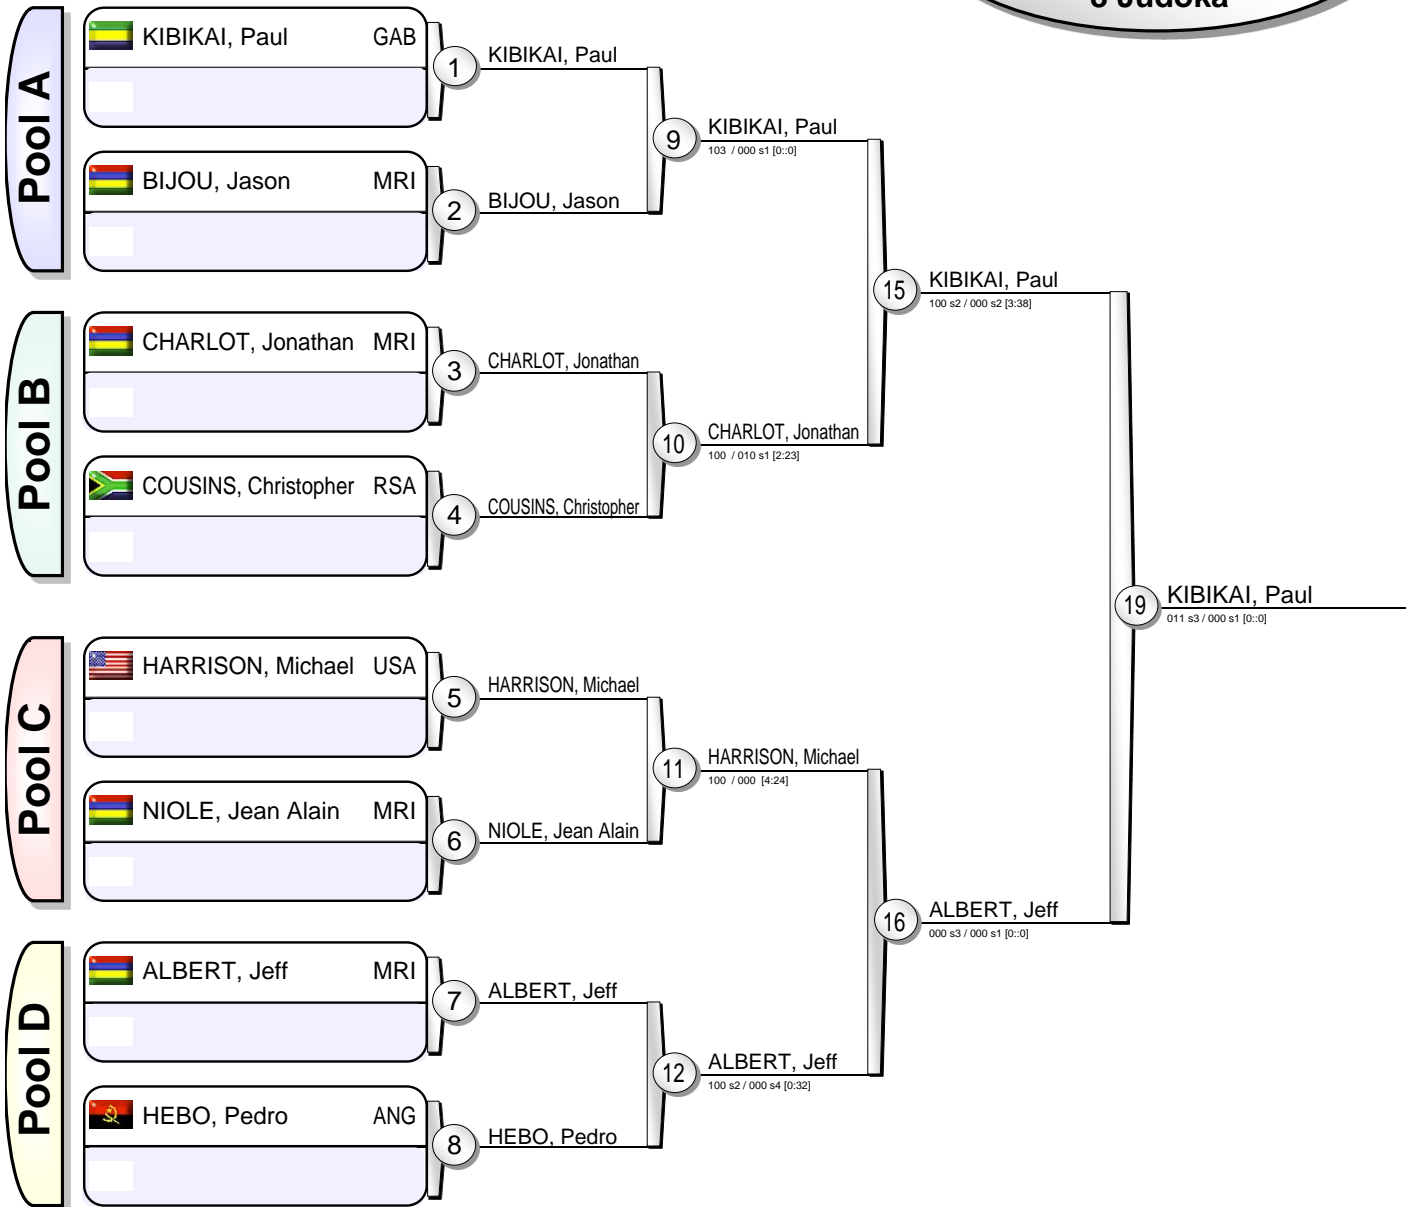 8 Judoka
Pool A
KIBIKAI, Paul GAB
1
KIBIKAI, Paul
BIJOU, Jason MRI
2
BIJOU, Jason
9
KIBIKAI, Paul
103 / 000 s1 [0::0]
Pool B
CHARLOT, Jonathan MRI
3
CHARLOT, Jonathan
COUSINS, Christopher RSA
4
COUSINS, Christopher
10
CHARLOT, Jonathan
100 / 010 s1 [2:23]
15
KIBIKAI, Paul
100 s2 / 000 s2 [3:38]
Pool C
HARRISON, Michael USA
5
HARRISON, Michael
NIOLE, Jean Alain MRI
6
NIOLE, Jean Alain
11
HARRISON, Michael
100 / 000 [4:24]
Pool D
ALBERT, Jeff MRI
7
ALBERT, Jeff
HEBO, Pedro ANG
8
HEBO, Pedro
12
ALBERT, Jeff
100 s2 / 000 s4 [0:32]
16
ALBERT, Jeff
000 s3 / 000 s1 [0::0]
19
KIBIKAI, Paul
011 s3 / 000 s1 [0::0]